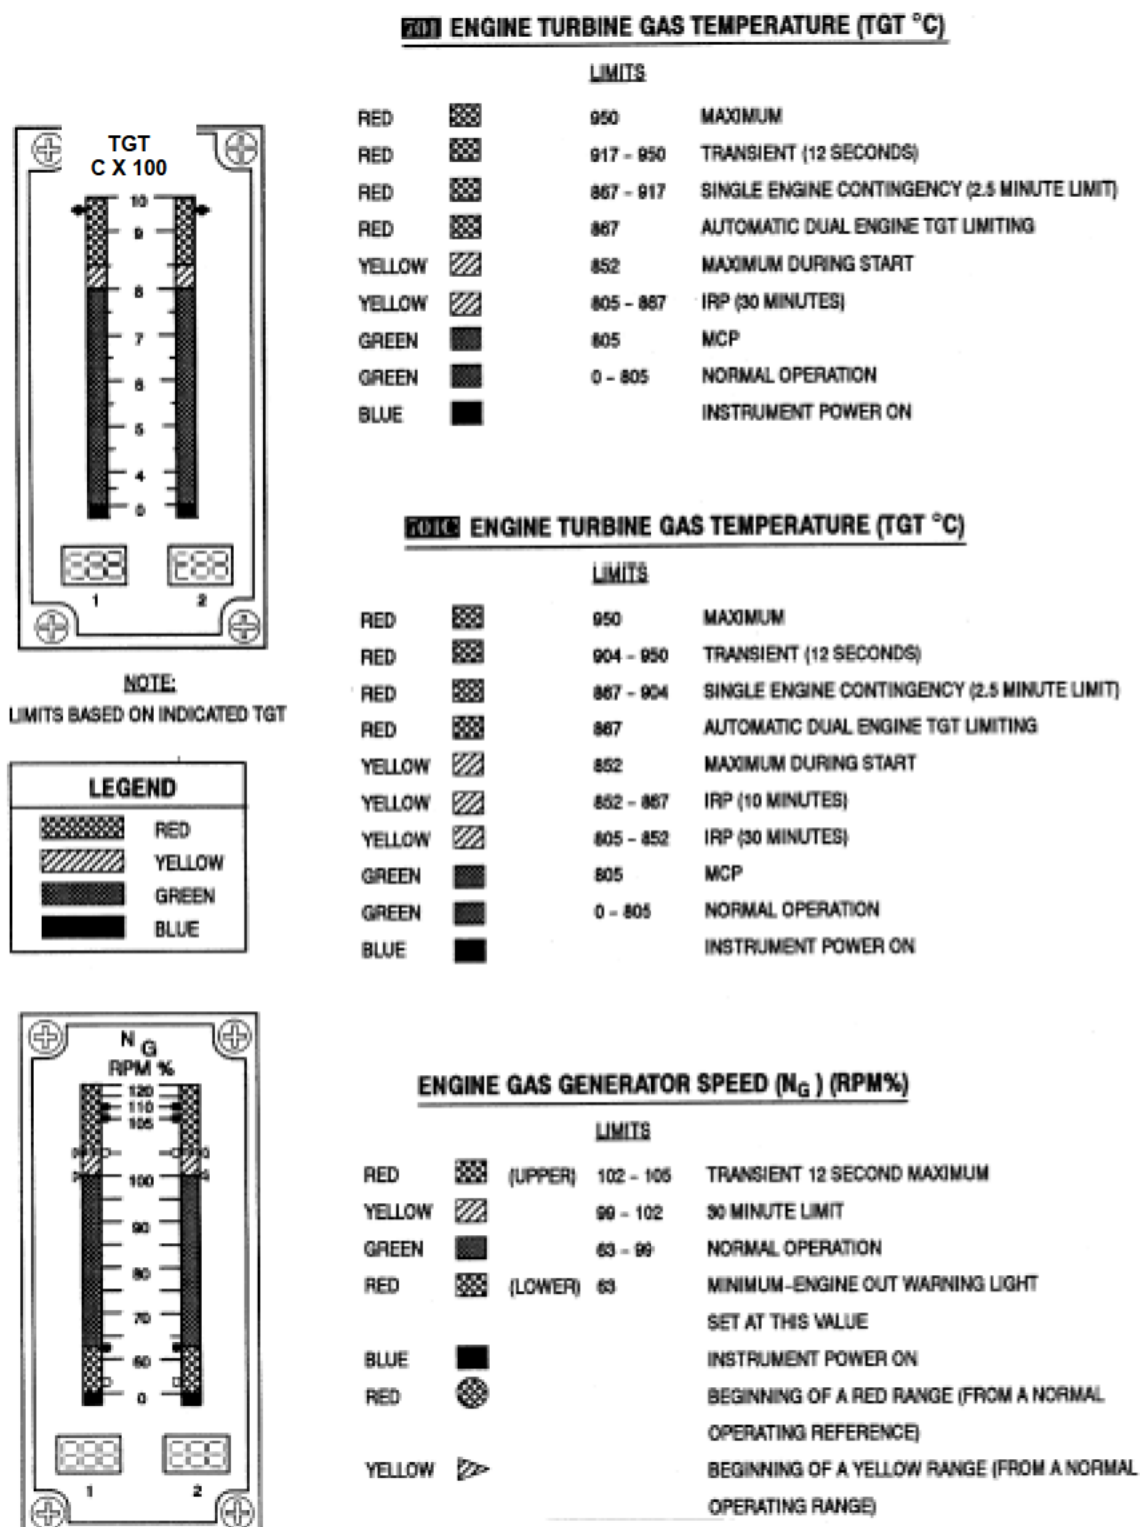 701 ENGINE TURBINE GAS TEMPERATURE (TGT °C)
LIMITS
RED 950 MAXIMUM
RED 917 – 950 TRANSIENT (12 SECONDS)
RED 867 – 917 SINGLE ENGINE CONTINGENCY (2.5 MINUTE LIMIT)
RED 867 AUTOMATIC DUAL ENGINE TGT LIMITING
YELLOW 852 MAXIMUM DURING START
YELLOW 805 – 867 IRP (30 MINUTES)
GREEN 805 MCP
GREEN 0 – 805 NORMAL OPERATION
BLUE INSTRUMENT POWER ON
TGT
C X 100
10
9
8
7
6
5
4
0
1 2
NOTE:
LIMITS BASED ON INDICATED TGT
LEGEND
RED
YELLOW
GREEN
BLUE
701C ENGINE TURBINE GAS TEMPERATURE (TGT °C)
LIMITS
RED 950 MAXIMUM
RED 904 – 950 TRANSIENT (12 SECONDS)
RED 867 – 904 SINGLE ENGINE CONTINGENCY (2.5 MINUTE LIMIT)
RED 867 AUTOMATIC DUAL ENGINE TGT LIMITING
YELLOW 852 MAXIMUM DURING START
YELLOW 852 – 867 IRP (10 MINUTES)
YELLOW 805 – 852 IRP (30 MINUTES)
GREEN 805 MCP
GREEN 0 – 805 NORMAL OPERATION
BLUE INSTRUMENT POWER ON
N G
RPM %
120
110
105
100
90
80
70
60
0
1 2
ENGINE GAS GENERATOR SPEED (NG ) (RPM%)
LIMITS
RED (UPPER) 102 – 105 TRANSIENT 12 SECOND MAXIMUM
YELLOW 99 – 102 30 MINUTE LIMIT
GREEN 63 – 99 NORMAL OPERATION
RED (LOWER) 63 MINIMUM–ENGINE OUT WARNING LIGHT
SET AT THIS VALUE
BLUE INSTRUMENT POWER ON
RED BEGINNING OF A RED RANGE (FROM A NORMAL
OPERATING REFERENCE)
YELLOW BEGINNING OF A YELLOW RANGE (FROM A NORMAL
OPERATING RANGE)